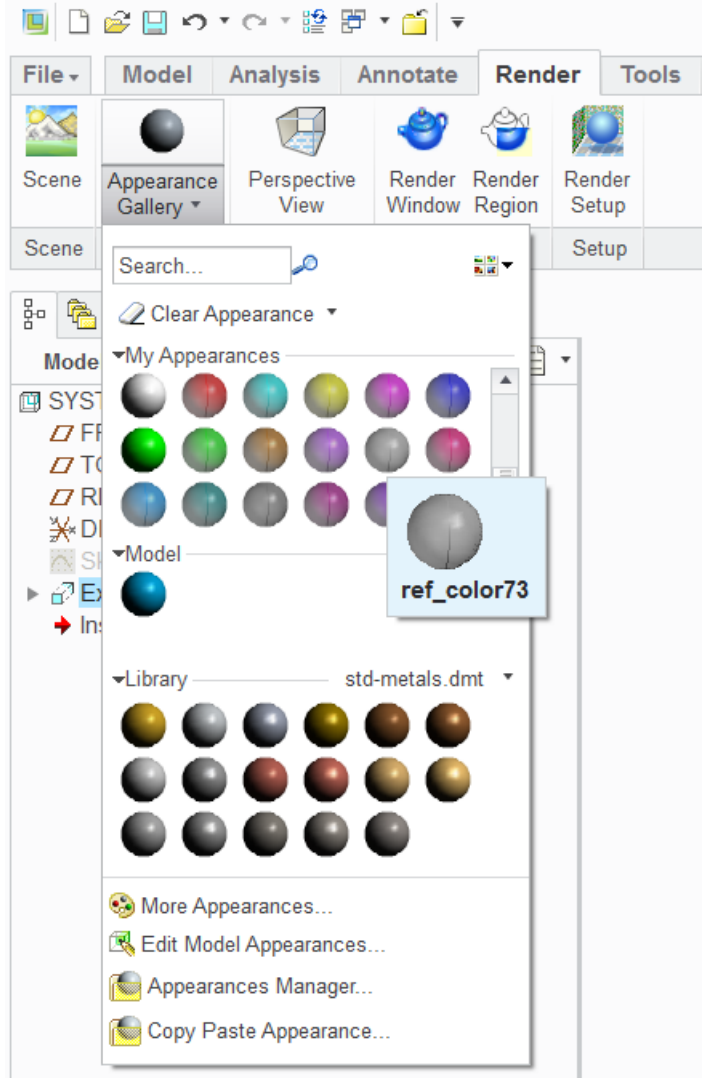 File
Model
Analysis
Annotate
Render
Tools
Scene
Appearance
Gallery
Perspective
View
Render
Window
Render
Region
Render
Setup
Scene
Setup
Search...
Clear Appearance
Mode
My Appearances
SYST
Model
ref_color73
Library
std-metals.dmt
More Appearances...
Edit Model Appearances...
Appearances Manager...
Copy Paste Appearance...